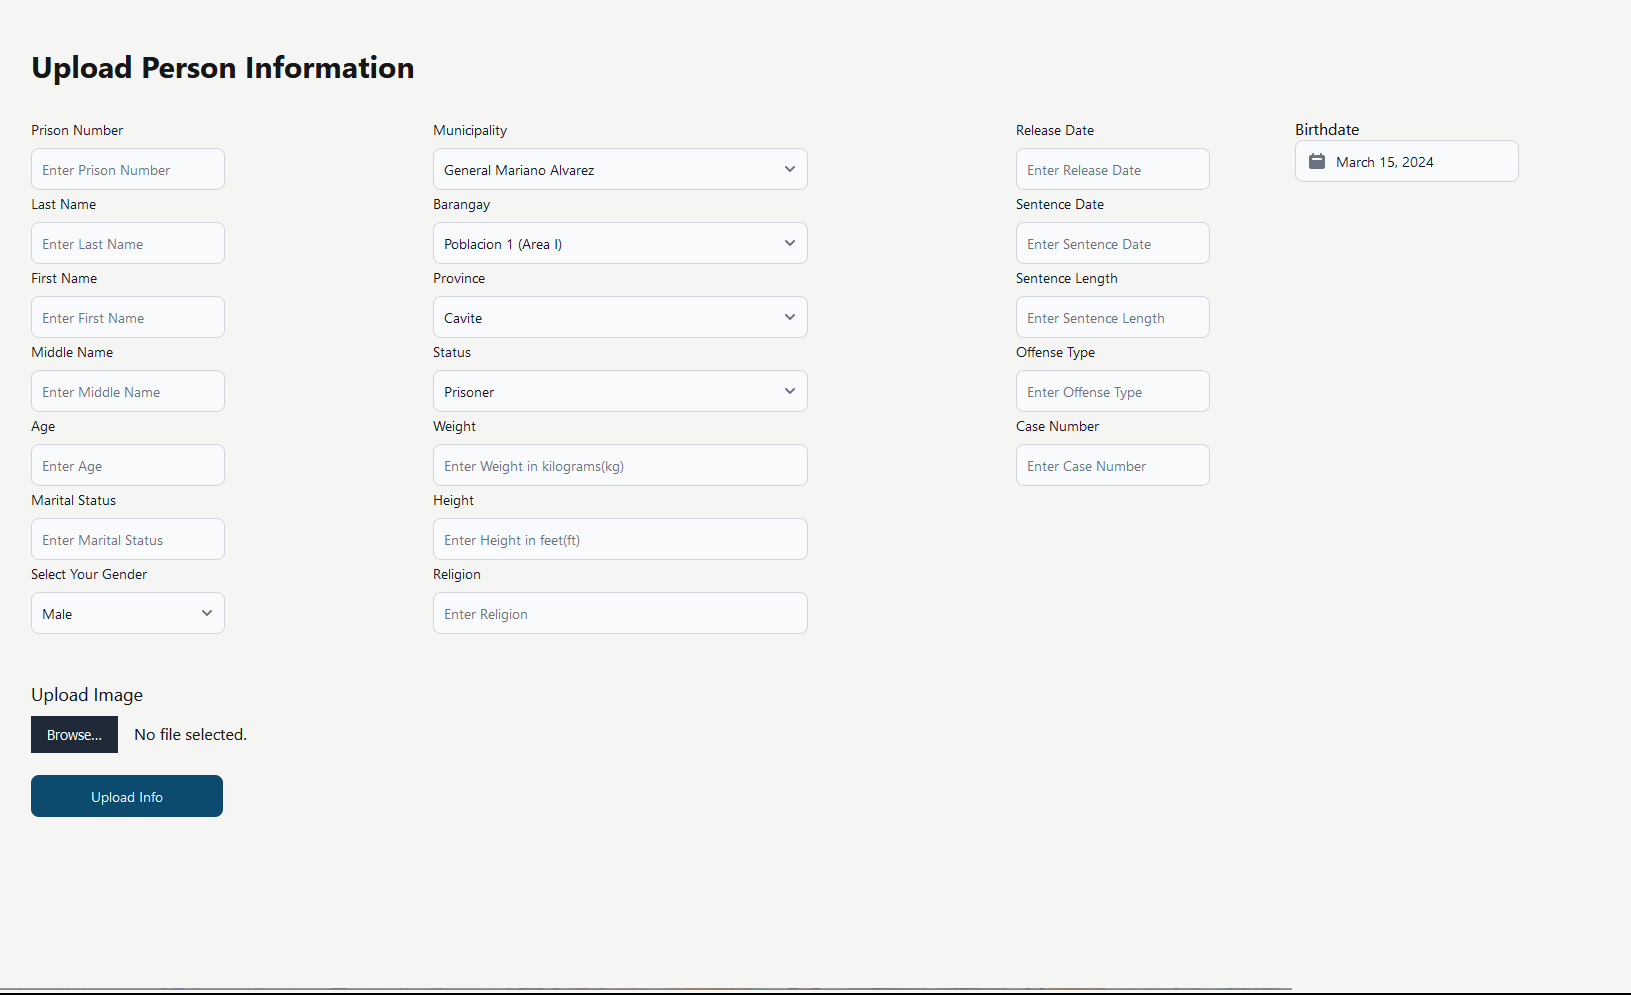 Upload Person Information
Prison Number
Enter Prison Number
Last Name
Enter Last Name
First Name
Enter First Name
Middle Name
Enter Middle Name
Age
Enter Age
Marital Status
Enter Marital Status
Select Your Gender
Male
Municipality
General Mariano Alvarez
Barangay
Poblacion 1 (Area I)
Province
Cavite
Status
Prisoner
Weight
Enter Weight in kilograms(kg)
Height
Enter Height in feet(ft)
Religion
Enter Religion
Release Date
Enter Release Date
Sentence Date
Enter Sentence Date
Sentence Length
Enter Sentence Length
Offense Type
Enter Offense Type
Case Number
Enter Case Number
Birthdate
March 15, 2024
Upload Image
Browse... No file selected.
Upload Info